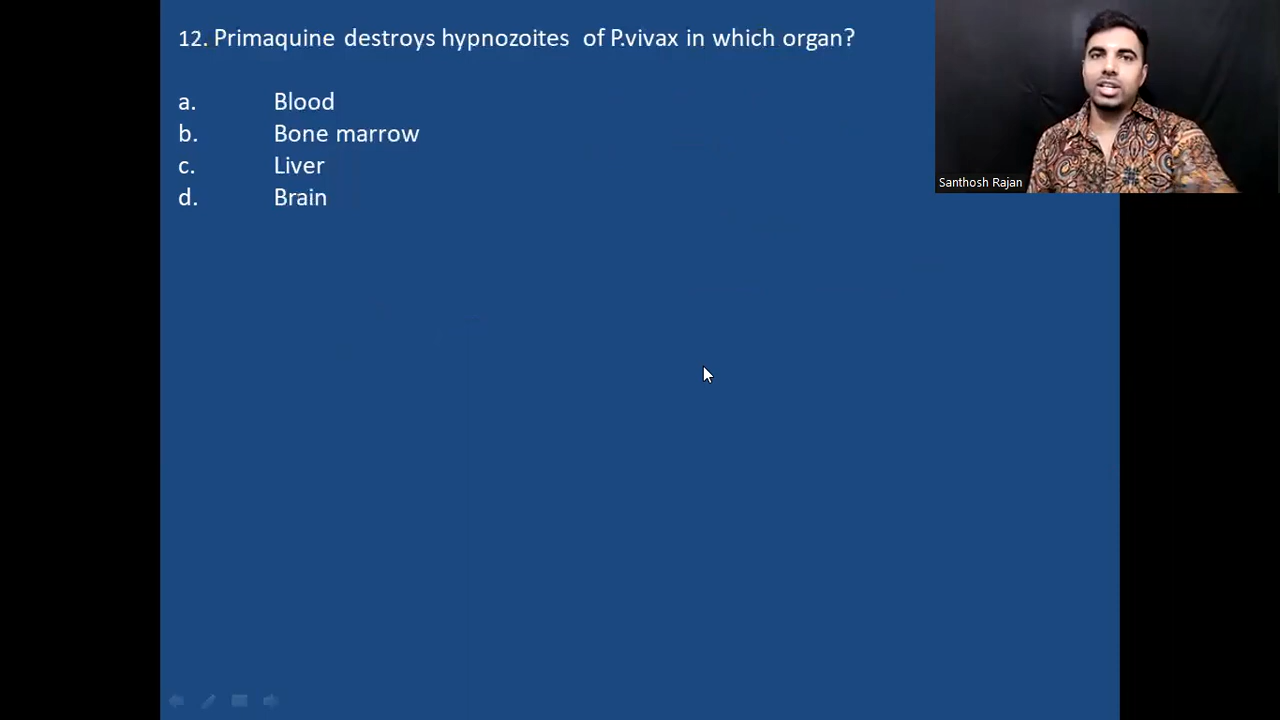 12. Primaquine destroys hypnozoites of P.vivax in which organ?
a. Blood
b. Bone marrow
c. Liver
d. Brain
Santhosh Rajan